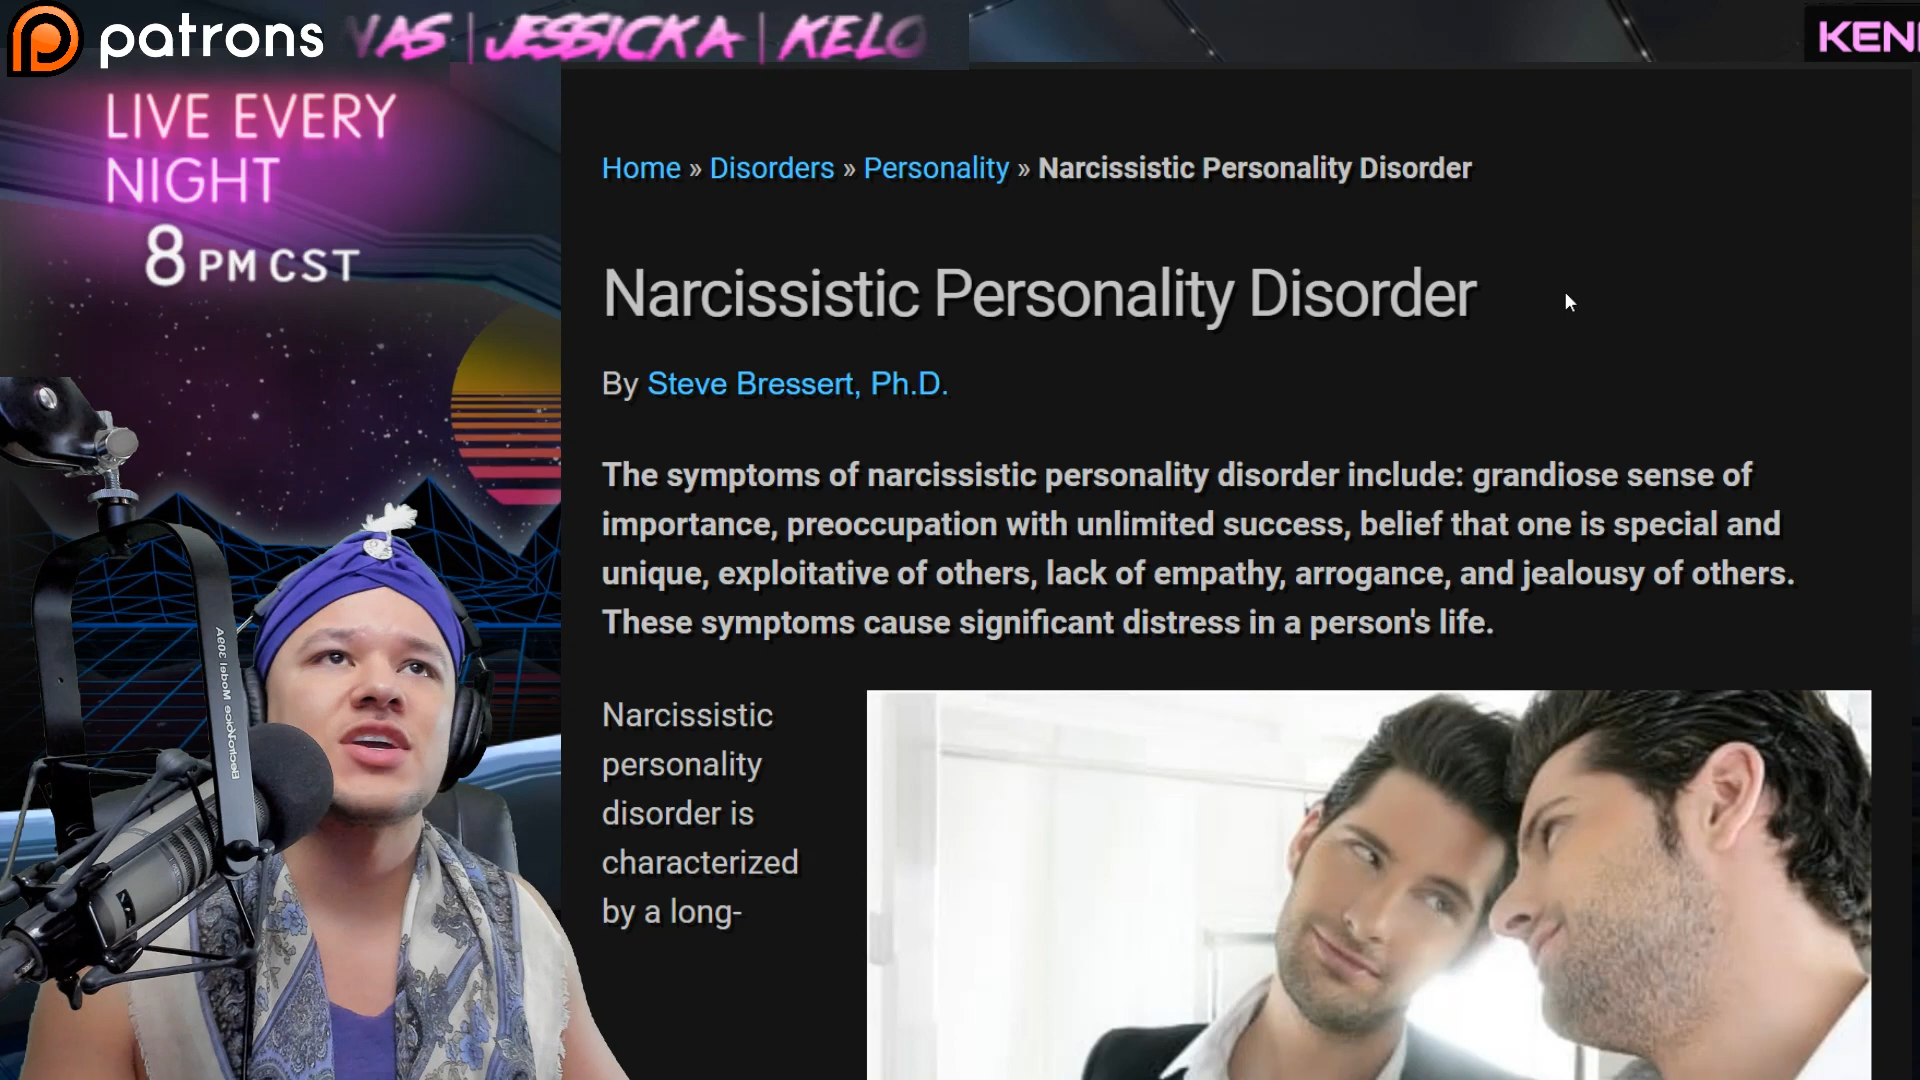 patrons
JESSICKA
LIVE EVERY
NIGHT
8 PM CST
Home » Disorders » Personality » Narcissistic Personality Disorder
Narcissistic Personality Disorder
By Steve Bressert, Ph.D.
The symptoms of narcissistic personality disorder include: grandiose sense of
importance, preoccupation with unlimited success, belief that one is special and
unique, exploitative of others, lack of empathy, arrogance, and jealousy of others.
These symptoms cause significant distress in a person's life.
Narcissistic
personality
disorder is
characterized
by a long-